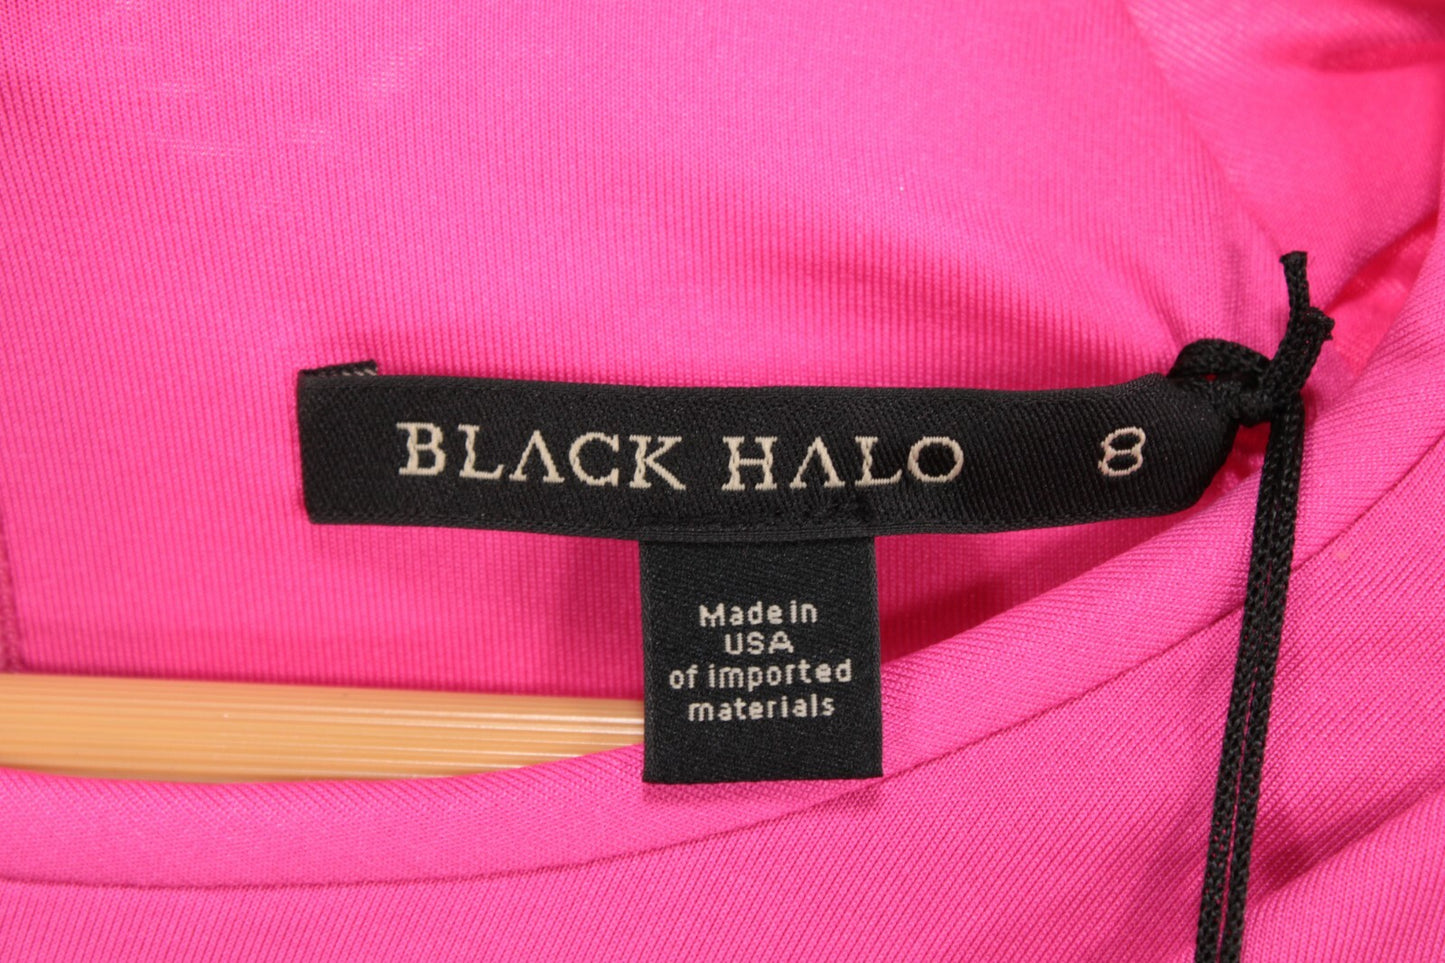 BLACK HALO 8
Made in
USA
of imported
materials